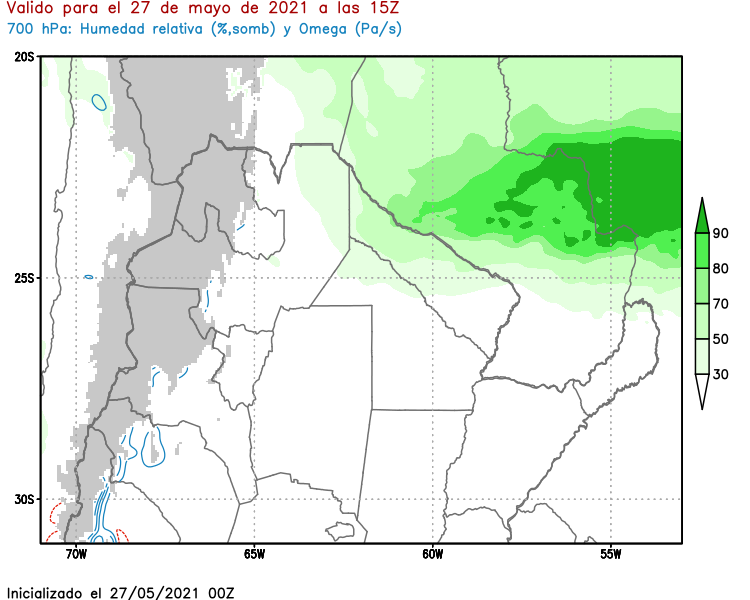 Valido para el 27 de mayo de 2021 a las 15Z
700 hPa: Humedad relativa (%,somb) y Omega (Pa/s)
20S
25S
30S
70W
65W
60W
55W
90
80
70
50
30
Inicializado el 27/05/2021 00Z